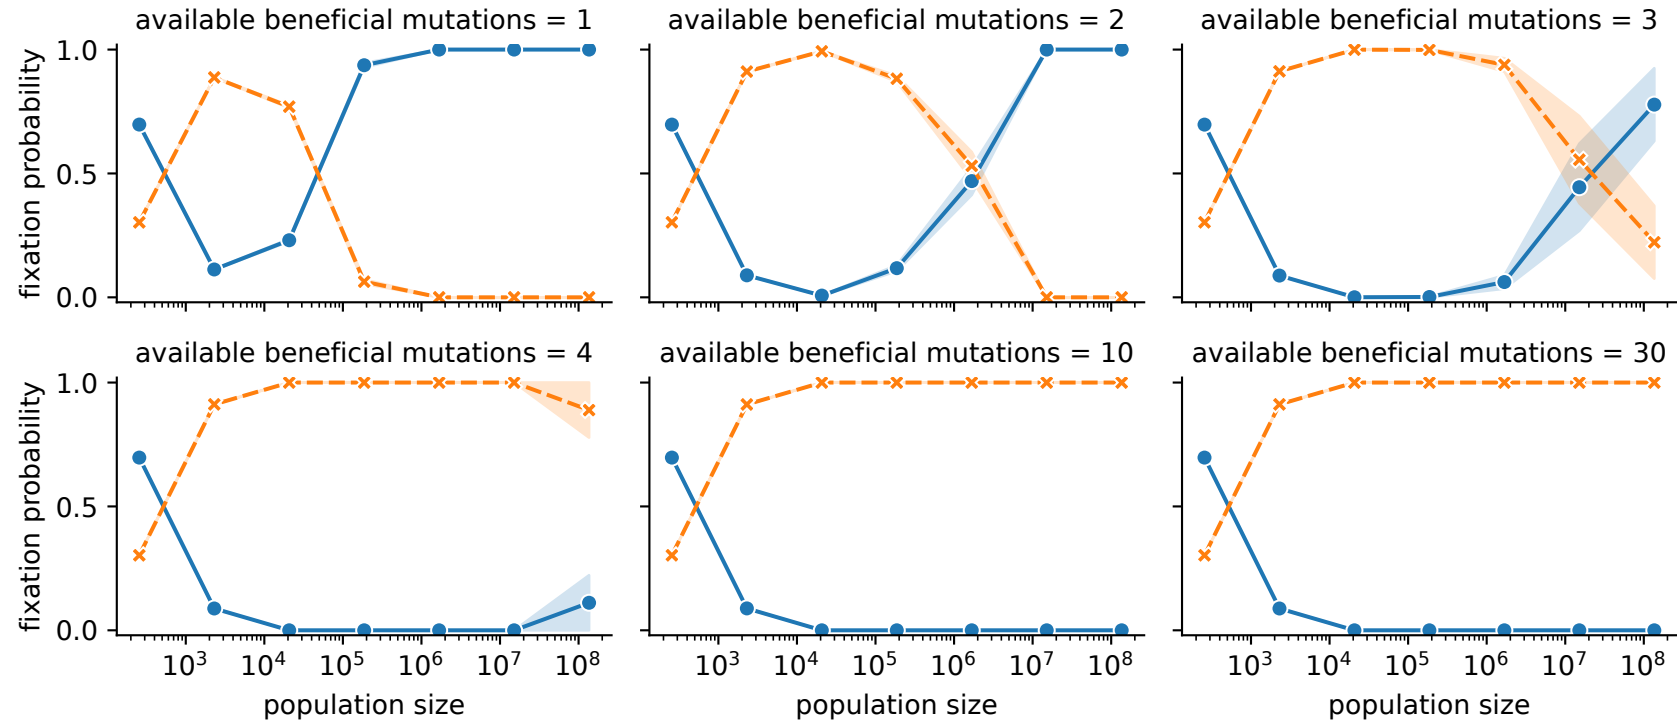 available beneficial mutations = 1
available beneficial mutations = 2
available beneficial mutations = 3
fixation probability
1.0
0.5
0.0
available beneficial mutations = 4
available beneficial mutations = 10
available beneficial mutations = 30
fixation probability
1.0
0.5
0.0
10³ 10⁴ 10⁵ 10⁶ 10⁷ 10⁸
10³ 10⁴ 10⁵ 10⁶ 10⁷ 10⁸
10³ 10⁴ 10⁵ 10⁶ 10⁷ 10⁸
population size
population size
population size